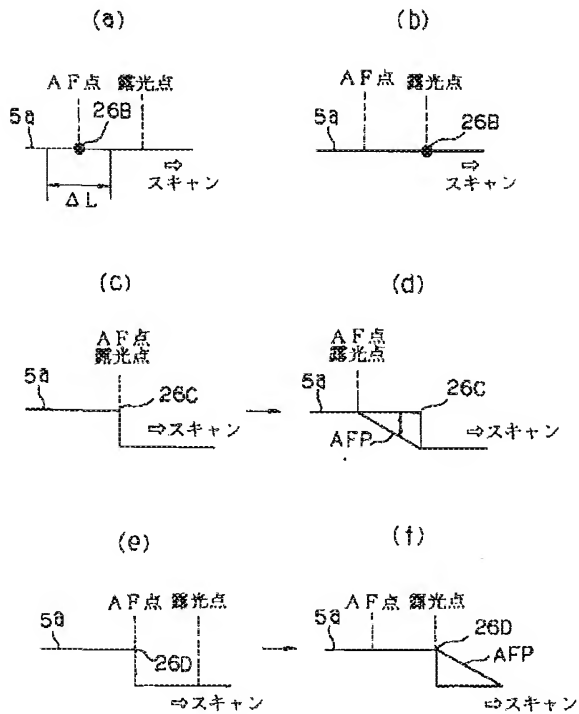 (a)
AF点 露光点
5a
26B
⇨
スキャン
ΔL
(b)
AF点 露光点
5a
26B
⇨
スキャン
(c)
AF点
露光点
5a
26C
⇨スキャン
(d)
AF点
露光点
5a
26C
⇨スキャン
AFP
(e)
AF点 露光点
5a
26D
⇨スキャン
(f)
AF点 露光点
5a
26D
AFP
⇨スキャン